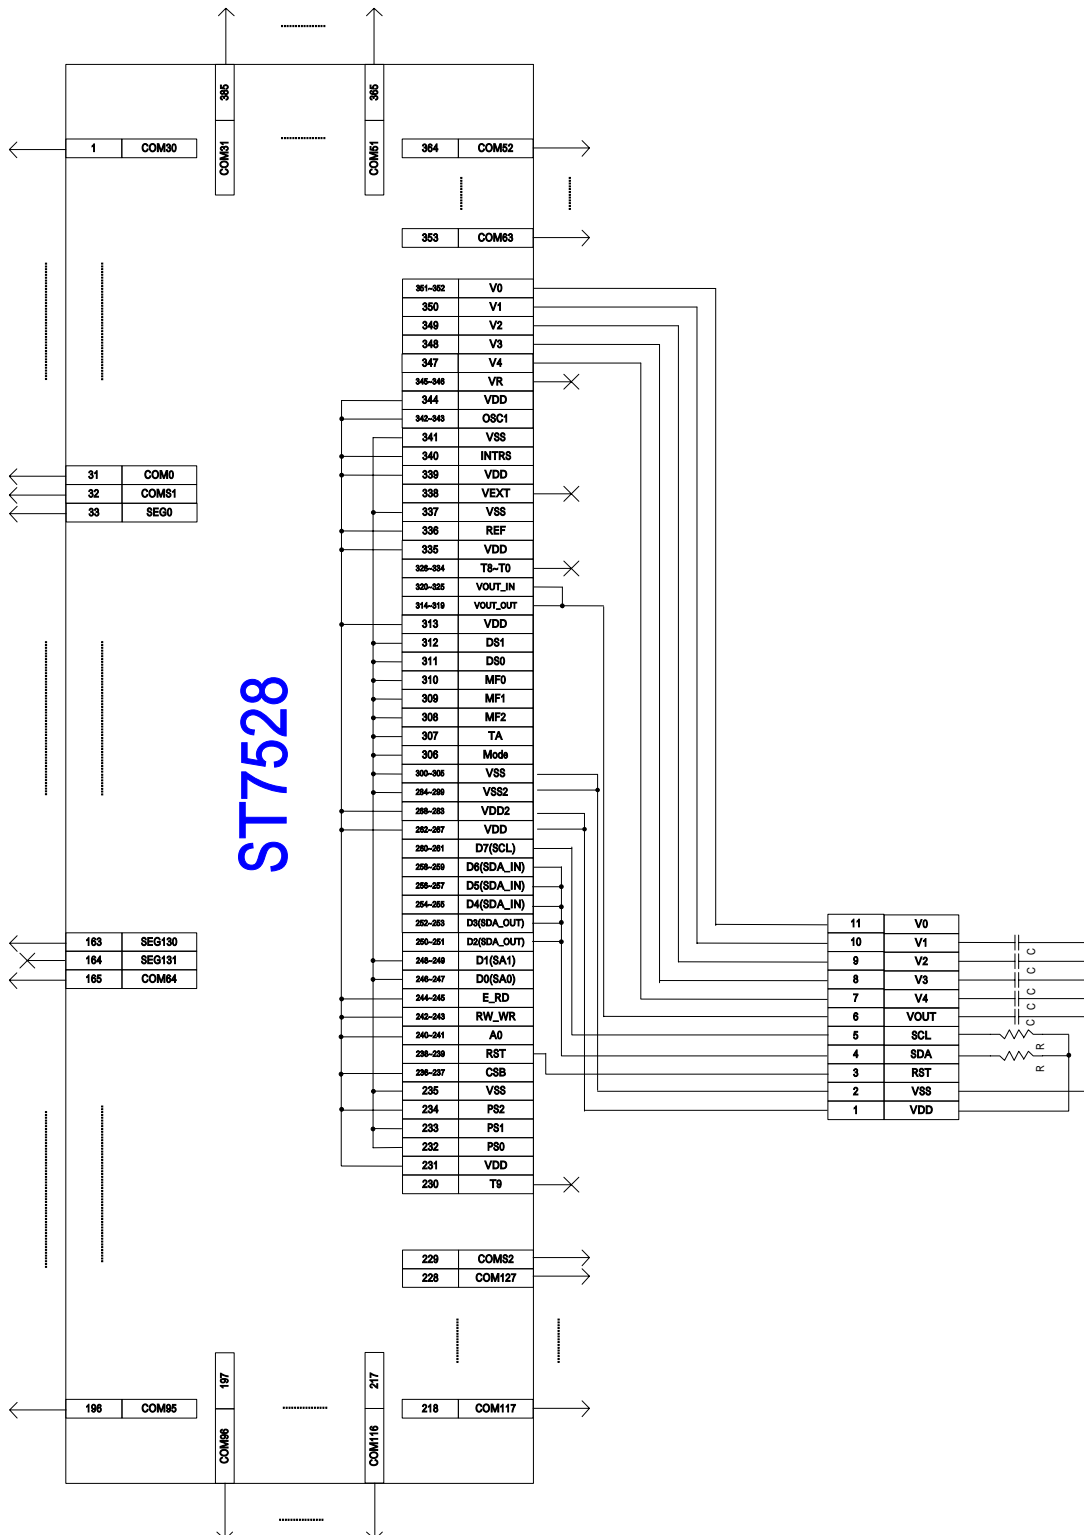 385
COM31
365
COM51
1 COM30
364 COM52
353 COM63
351~352 V0
350 V1
349 V2
348 V3
347 V4
345~346 VR
344 VDD
342~343 OSC1
341 VSS
340 INTRS
339 VDD
338 VEXT
337 VSS
336 REF
335 VDD
326~334 T8~T0
320~325 VOUT_IN
314~319 VOUT_OUT
313 VDD
312 DS1
311 DS0
310 MF0
309 MF1
308 MF2
307 TA
306 Mode
300~305 VSS
284~299 VSS2
268~283 VDD2
262~267 VDD
260~261 D7(SCL)
258~259 D6(SDA_IN)
256~257 D5(SDA_IN)
254~255 D4(SDA_IN)
252~253 D3(SDA_OUT)
250~251 D2(SDA_OUT)
248~249 D1(SA1)
246~247 D0(SA0)
244~245 E_RD
242~243 RW_WR
240~241 A0
238~239 RST
236~237 CSB
235 VSS
234 PS2
233 PS1
232 PS0
231 VDD
230 T9
229 COMS2
228 COM127
218 COM117
31 COM0
32 COMS1
33 SEG0
ST7528
163 SEG130
164 SEG131
165 COM64
196 COM95
197
COM96
217
COM116
11 V0
10 V1
9 V2
8 V3
7 V4
6 VOUT
5 SCL
4 SDA
3 RST
2 VSS
1 VDD
C
C
C
C
C
R
R